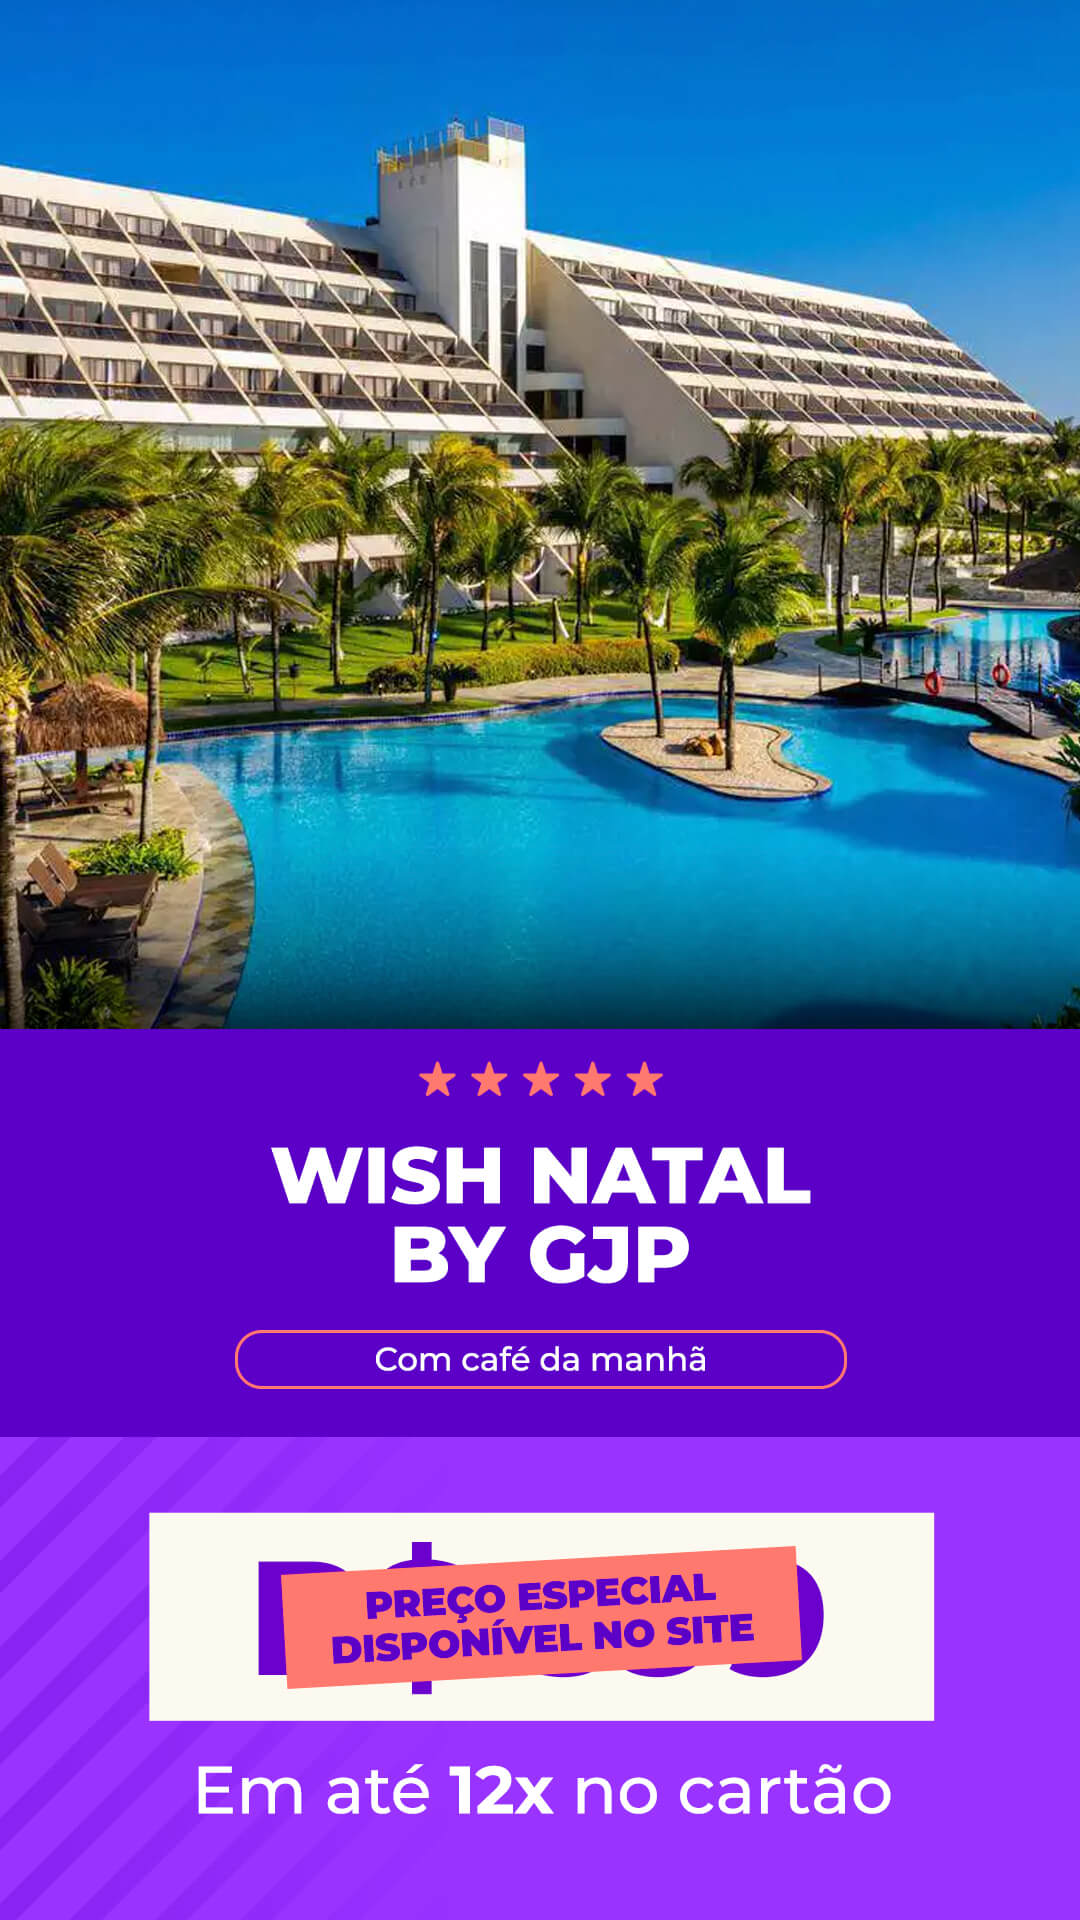 WISH NATAL
BY GJP
Com café da manhã
PREÇO ESPECIAL
DISPONÍVEL NO SITE
Em até 12x no cartão